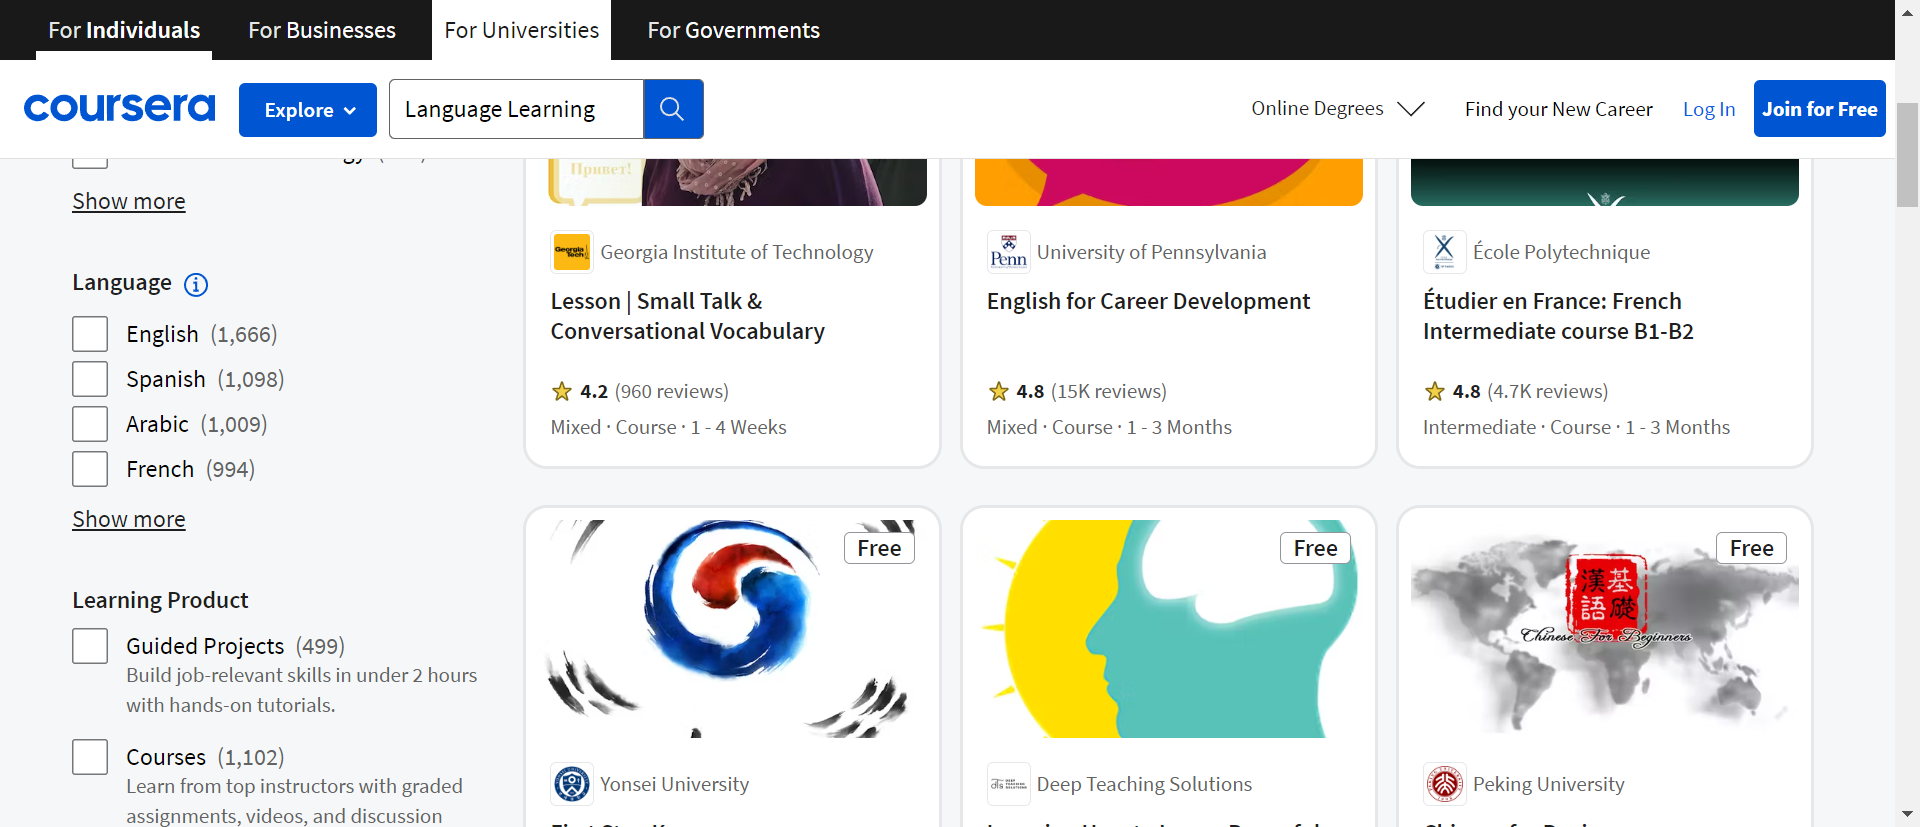 For Individuals
For Businesses
For Universities
For Governments
coursera
Explore
Language Learning
Online Degrees
Find your New Career
Log In
Join for Free
Show more
Language
English (1,666)
Spanish (1,098)
Arabic (1,009)
French (994)
Show more
Learning Product
Guided Projects (499)
Build job-relevant skills in under 2 hours
with hands-on tutorials.
Courses (1,102)
Learn from top instructors with graded
assignments, videos, and discussion
Привет!
Georgia Tech
Georgia Institute of Technology
Lesson | Small Talk &
Conversational Vocabulary
4.2 (960 reviews)
Mixed · Course · 1 - 4 Weeks
Penn
University of Pennsylvania
English for Career Development
4.8 (15K reviews)
Mixed · Course · 1 - 3 Months
École Polytechnique
Étudier en France: French
Intermediate course B1-B2
4.8 (4.7K reviews)
Intermediate · Course · 1 - 3 Months
Free
Yonsei University
Free
DEEP TEACHING SOLUTIONS
Deep Teaching Solutions
Free
基礎
漢語
Chinese For Beginners
Peking University